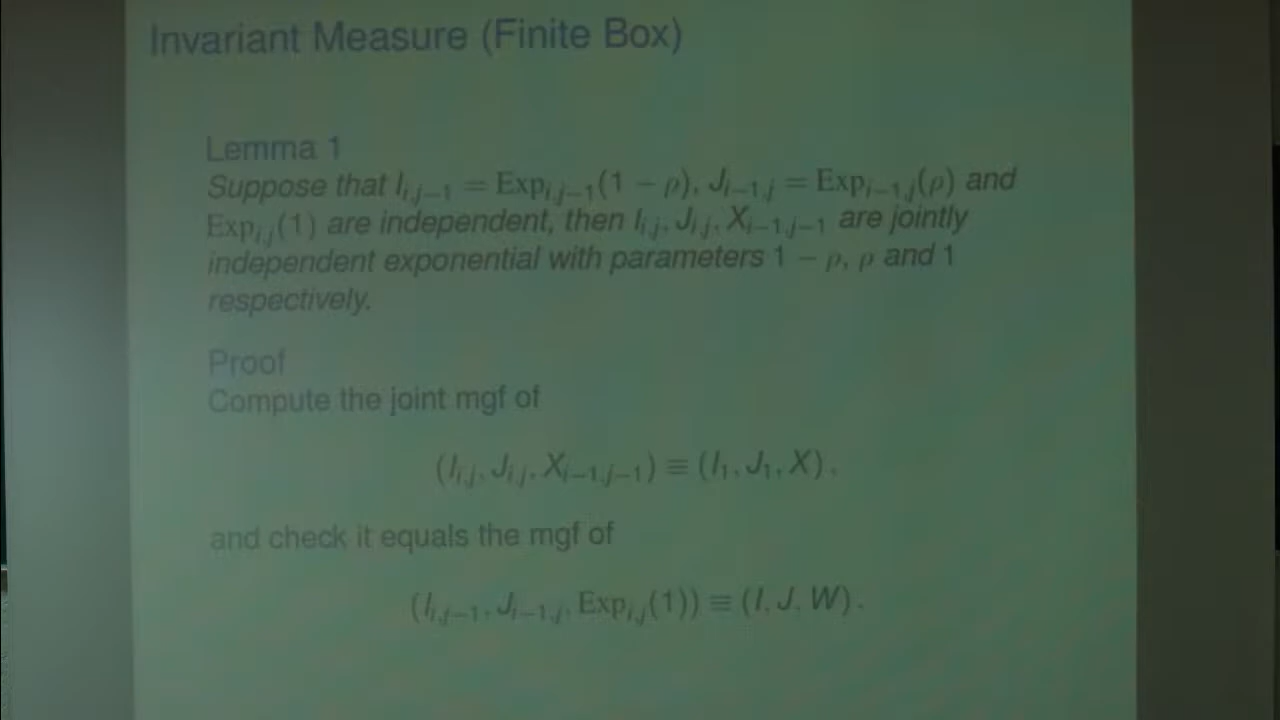 Invariant Measure (Finite Box)
Lemma 1
Suppose that I_{i,j−1} = Exp_{i,j−1}(1 − ρ), J_{i−1,j} = Exp_{i−1,j}(ρ) and
Exp_{i,j}(1) are independent, then I_{i,j}, J_{i,j}, X_{i−1,j−1} are jointly
independent exponential with parameters 1 − ρ, ρ and 1
respectively.
Proof
Compute the joint mgf of
(I_{i,j}, J_{i,j}, X_{i−1,j−1}) ≡ (I_1, J_1, X),
and check it equals the mgf of
(I_{i,j−1}, J_{i−1,j}, Exp_{i,j}(1)) ≡ (I, J, W).